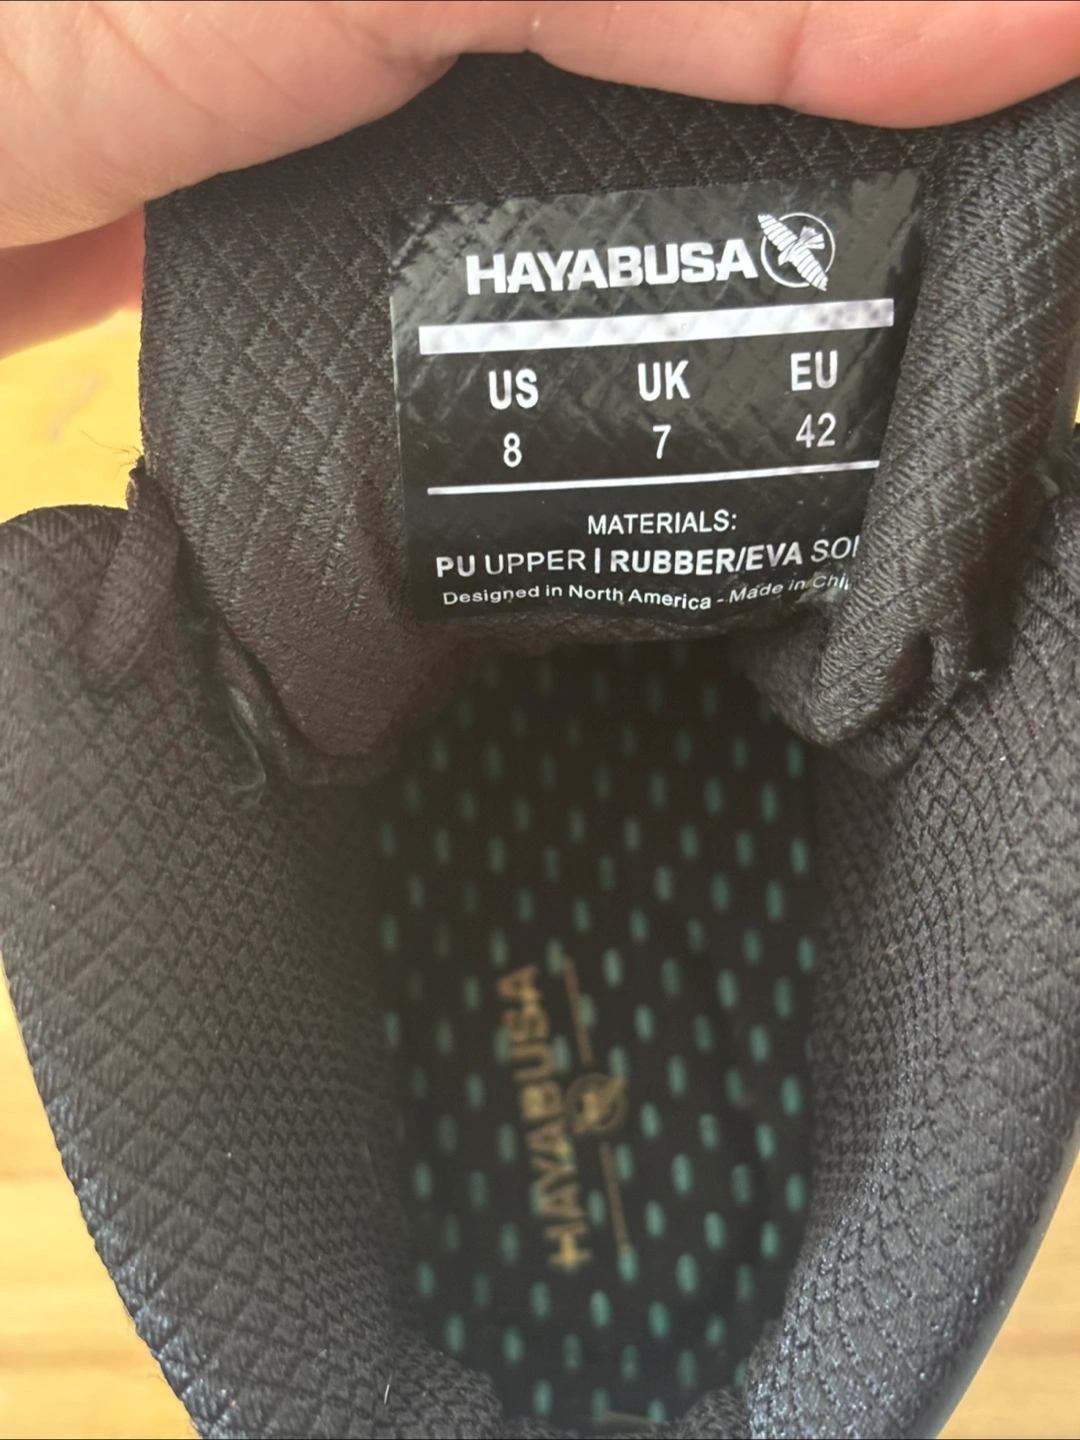 HAYABUSA
US UK EU
8 7 42
MATERIALS:
PU UPPER | RUBBER/EVA
Designed in North America - Made in
HAYABUSA